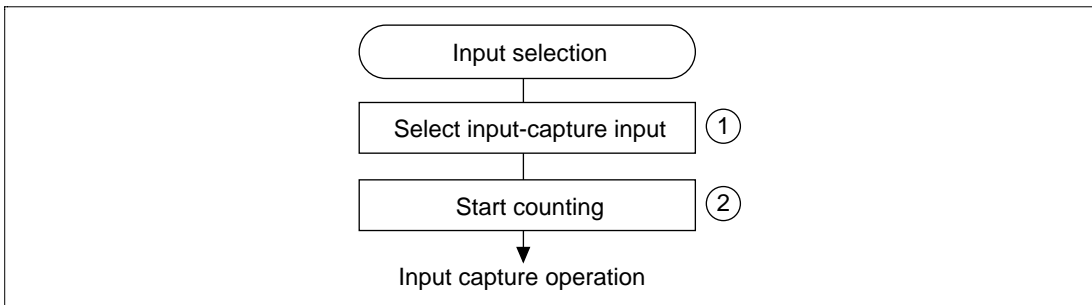 Input selection
Select input-capture input ①
Start counting ②
Input capture operation